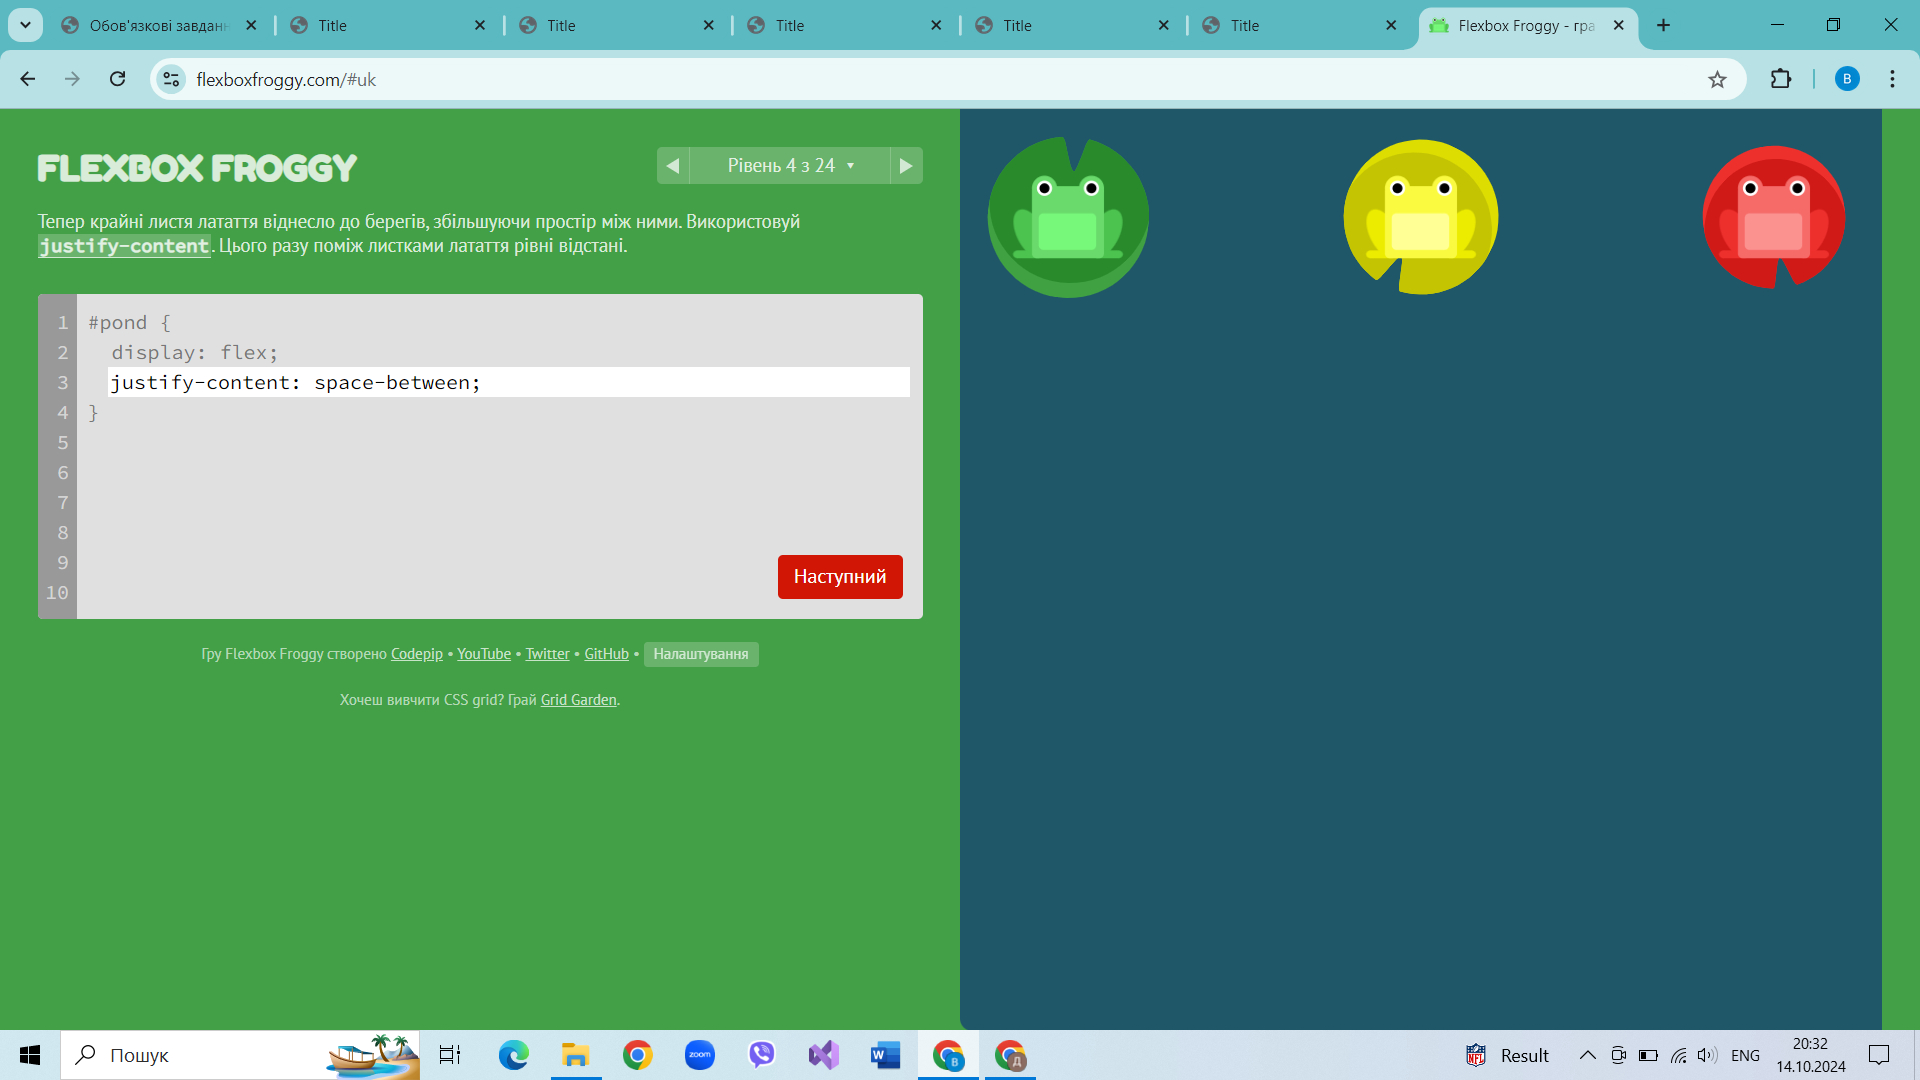 Обов'язкові завдан
Title
Title
Title
Title
Title
Flexbox Froggy - гра
flexboxfroggy.com/#uk
B
FLEXBOX FROGGY
Рівень 4 з 24
Тепер крайні листя латаття віднесло до берегів, збільшуючи простір між ними. Використовуй
justify-content. Цього разу поміж листками латаття рівні відстані.
1 #pond {
2 display: flex;
3 justify-content: space-between;
4 }
5
6
7
8
9
10
Наступний
Гру Flexbox Froggy створено Codepip • YouTube • Twitter • GitHub • Налаштування
Хочеш вивчити CSS grid? Грай Grid Garden.
Пошук
zoom
W
B
Д
NFL
Result
ENG
20:32
14.10.2024